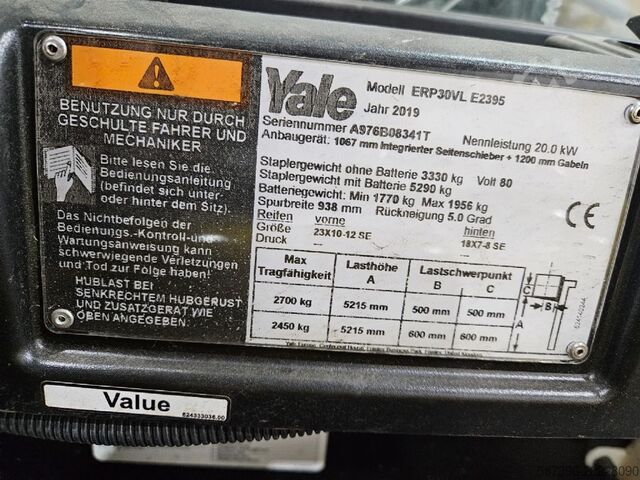 BENUTZUNG NUR DURCH
GESCHULTE FAHRER UND
MECHANIKER
Bitte lesen Sie die
Bedienungsanleitung
(befindet sich unter-
oder hinter dem Sitz).
Das Nichtbefolgen der
Bedienungs.-Kontroll-und
Wartungsanweisung kann
schwerwiegende Verletzungen
und Tod zur Folge haben!
HUBLAST BEI
SENKRECHTEM HUBGERUST
UND ZUSATZGERÄT WIE
OBEN ANGEGEBEN.
Yale
Modell ERP30VL E2395
Jahr 2019
Seriennummer A976B08341T
Nennleistung 20.0 kW
Anbaugerät: 1067 mm Integrierter Seitenschieber + 1200 mm Gabeln
Staplergewicht ohne Batterie 3330 kg Volt 80
Staplergewicht mit Batterie 5290 kg
Batteriegewicht: Min 1770 kg Max 1956 kg
Spurbreite 938 mm Rückneigung 5.0 Grad
Reifen vorne hinten
Größe 23X10-12 SE 18X7-8 SE
Druck — —
CE
Max Tragfähigkeit Lasthöhe A Lastschwerpunkt B C
2700 kg 5215 mm 500 mm 500 mm
2450 kg 5215 mm 600 mm 600 mm
C
B
A
Value
524333036.00